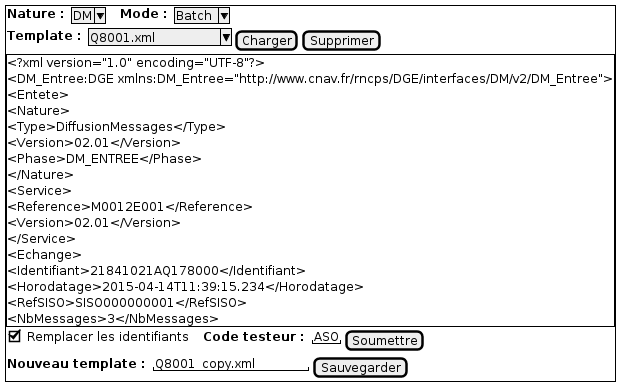 Nature : DM Mode : Batch
Template : Q8001.xml Charger Supprimer
<?xml version="1.0" encoding="UTF-8"?>
<DM_Entree:DGE xmlns:DM_Entree="http://www.cnav.fr/rncps/DGE/interfaces/DM/v2/DM_Entree">
<Entete>
<Nature>
<Type>DiffusionMessages</Type>
<Version>02.01</Version>
<Phase>DM_ENTREE</Phase>
</Nature>
<Service>
<Reference>M0012E001</Reference>
<Version>02.01</Version>
</Service>
<Echange>
<Identifiant>21841021AQ178000</Identifiant>
<Horodatage>2015-04-14T11:39:15.234</Horodatage>
<RefSISO>SISO000000001</RefSISO>
<NbMessages>3</NbMessages>
Remplacer les identifiants Code testeur : ASO Soumettre
Nouveau template : Q8001_copy.xml Sauvegarder